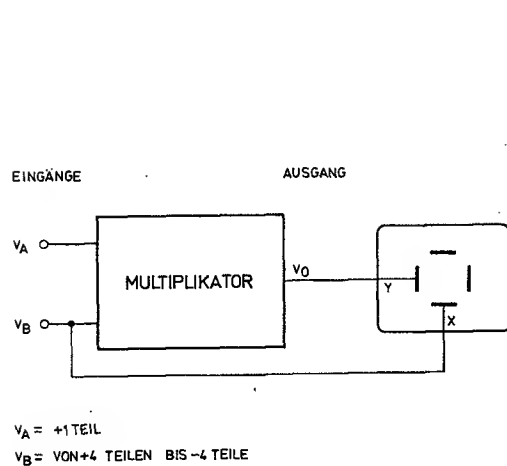 EINGÄNGE
AUSGANG
VA
MULTIPLIKATOR
VO
Y
VB
X
VA = +1 TEIL
VB = VON +4 TEILEN BIS -4 TEILE